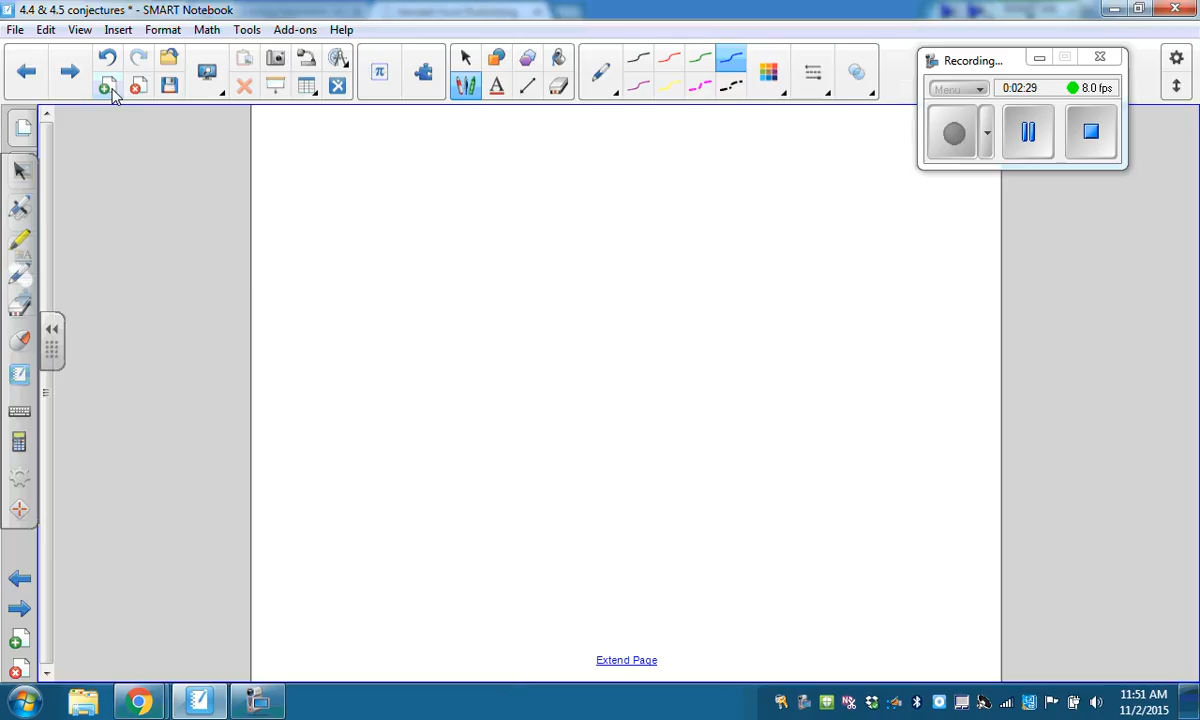 4.4 & 4.5 conjectures * - SMART Notebook
File Edit View Insert Format Math Tools Add-ons Help
Recording...
Menu 0:02:29 8.0 fps
Extend Page
11:51 AM
11/2/2015